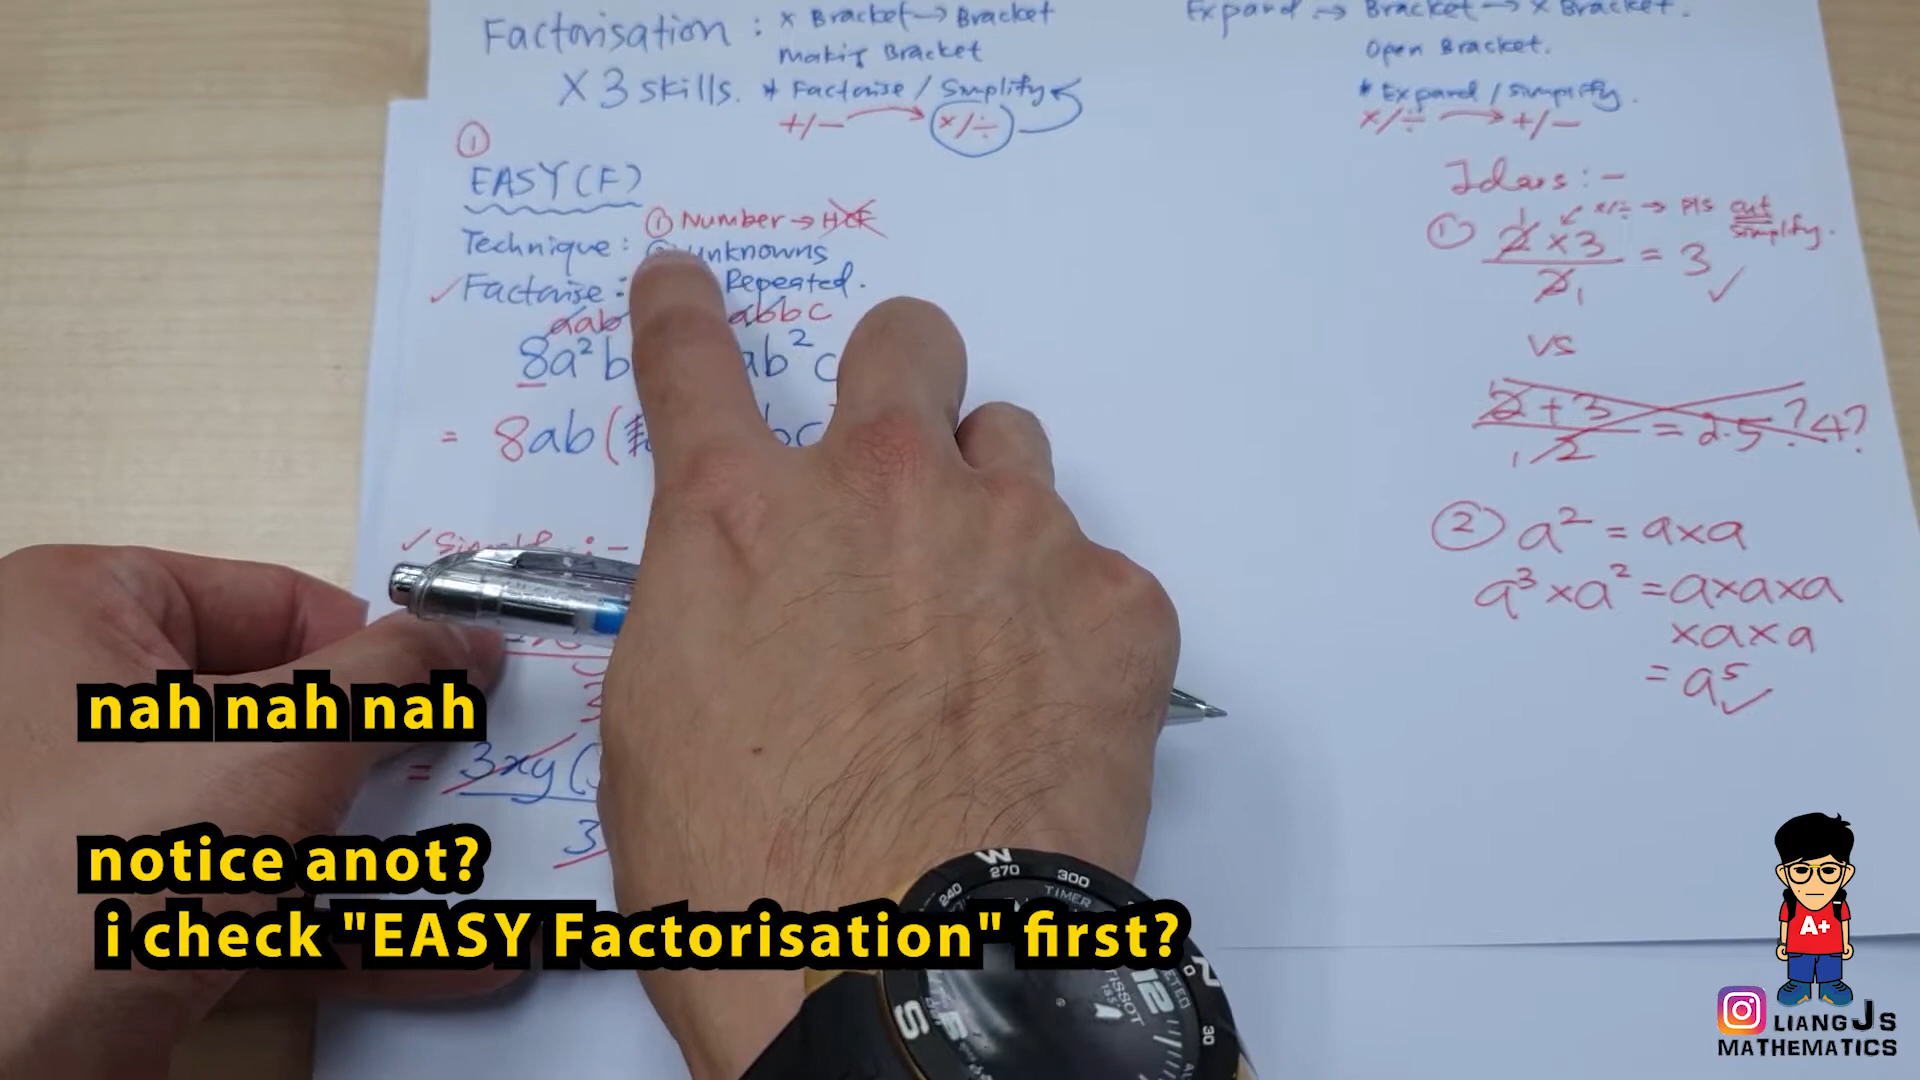 Factorisation : x Bracket → Bracket
Making Bracket
x 3 skills. * Factorise / Simplify
+/- → x/÷
Expand → Bracket → x Bracket.
Open Bracket.
* Expand / Simplify.
x/÷ → +/-
①
EASY (F)
① Number → HCF
Technique : unknowns
✓ Factorise : Repeated.
aab abbc
8a²b ab²c
= 8ab( bc
= 3xy(
3
Ideas : -
① 2 x 3 / 2 = 3 ✓
x/÷ → Pls cut
Simplify.
vs
2 + 3 / 2 = 2.5? 4?
② a² = a x a
a³ x a² = a x a x a
x a x a
= a⁵ ✓
nah nah nah
notice anot?
i check "EASY Factorisation" first?
W
240 270 300
TIMER
TISSOT
12
30
S
A+
LIANGJS
MATHEMATICS